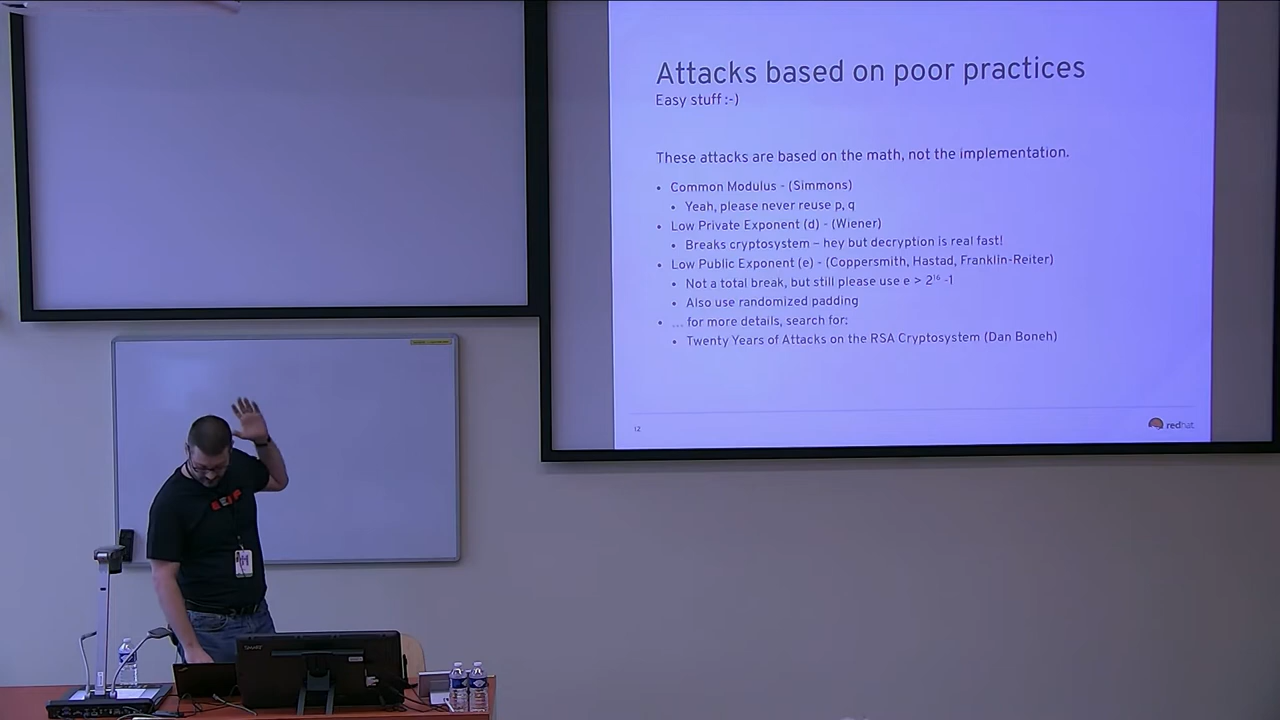 Attacks based on poor practices
Easy stuff :-)
These attacks are based on the math, not the implementation.
• Common Modulus - (Simmons)
• Yeah, please never reuse p, q
• Low Private Exponent (d) - (Wiener)
• Breaks cryptosystem – hey but decryption is real fast!
• Low Public Exponent (e) - (Coppersmith, Hastad, Franklin-Reiter)
• Not a total break, but still please use e > 2¹⁶ -1
• Also use randomized padding
• ... for more details, search for:
• Twenty Years of Attacks on the RSA Cryptosystem (Dan Boneh)
12
redhat